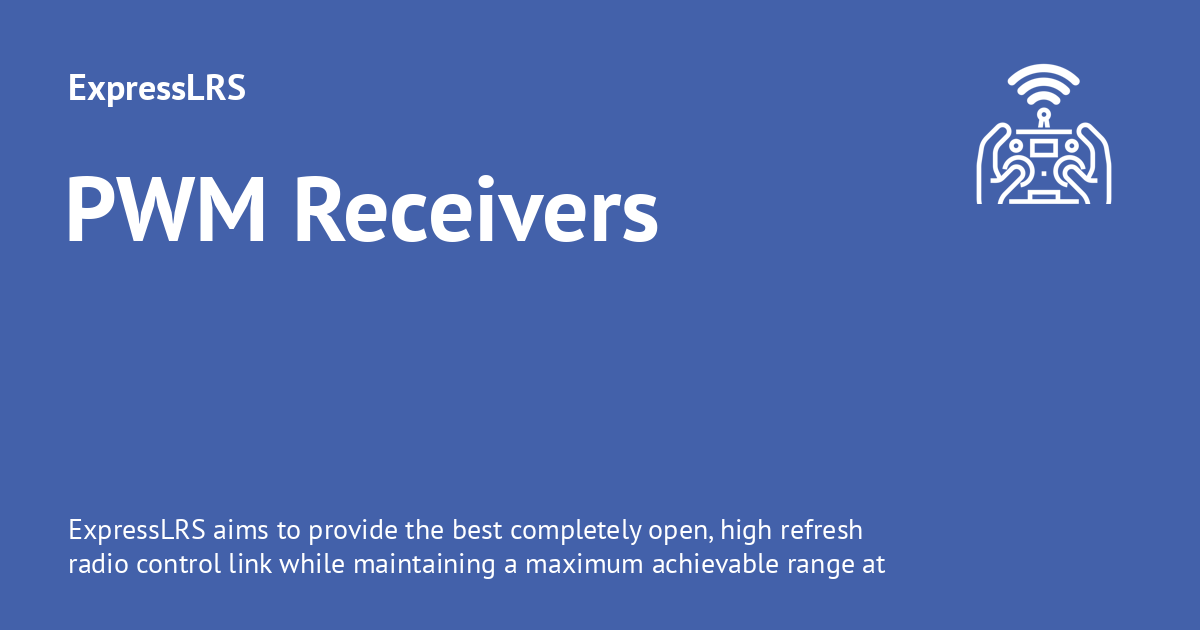 ExpressLRS
PWM Receivers
ExpressLRS aims to provide the best completely open, high refresh
radio control link while maintaining a maximum achievable range at